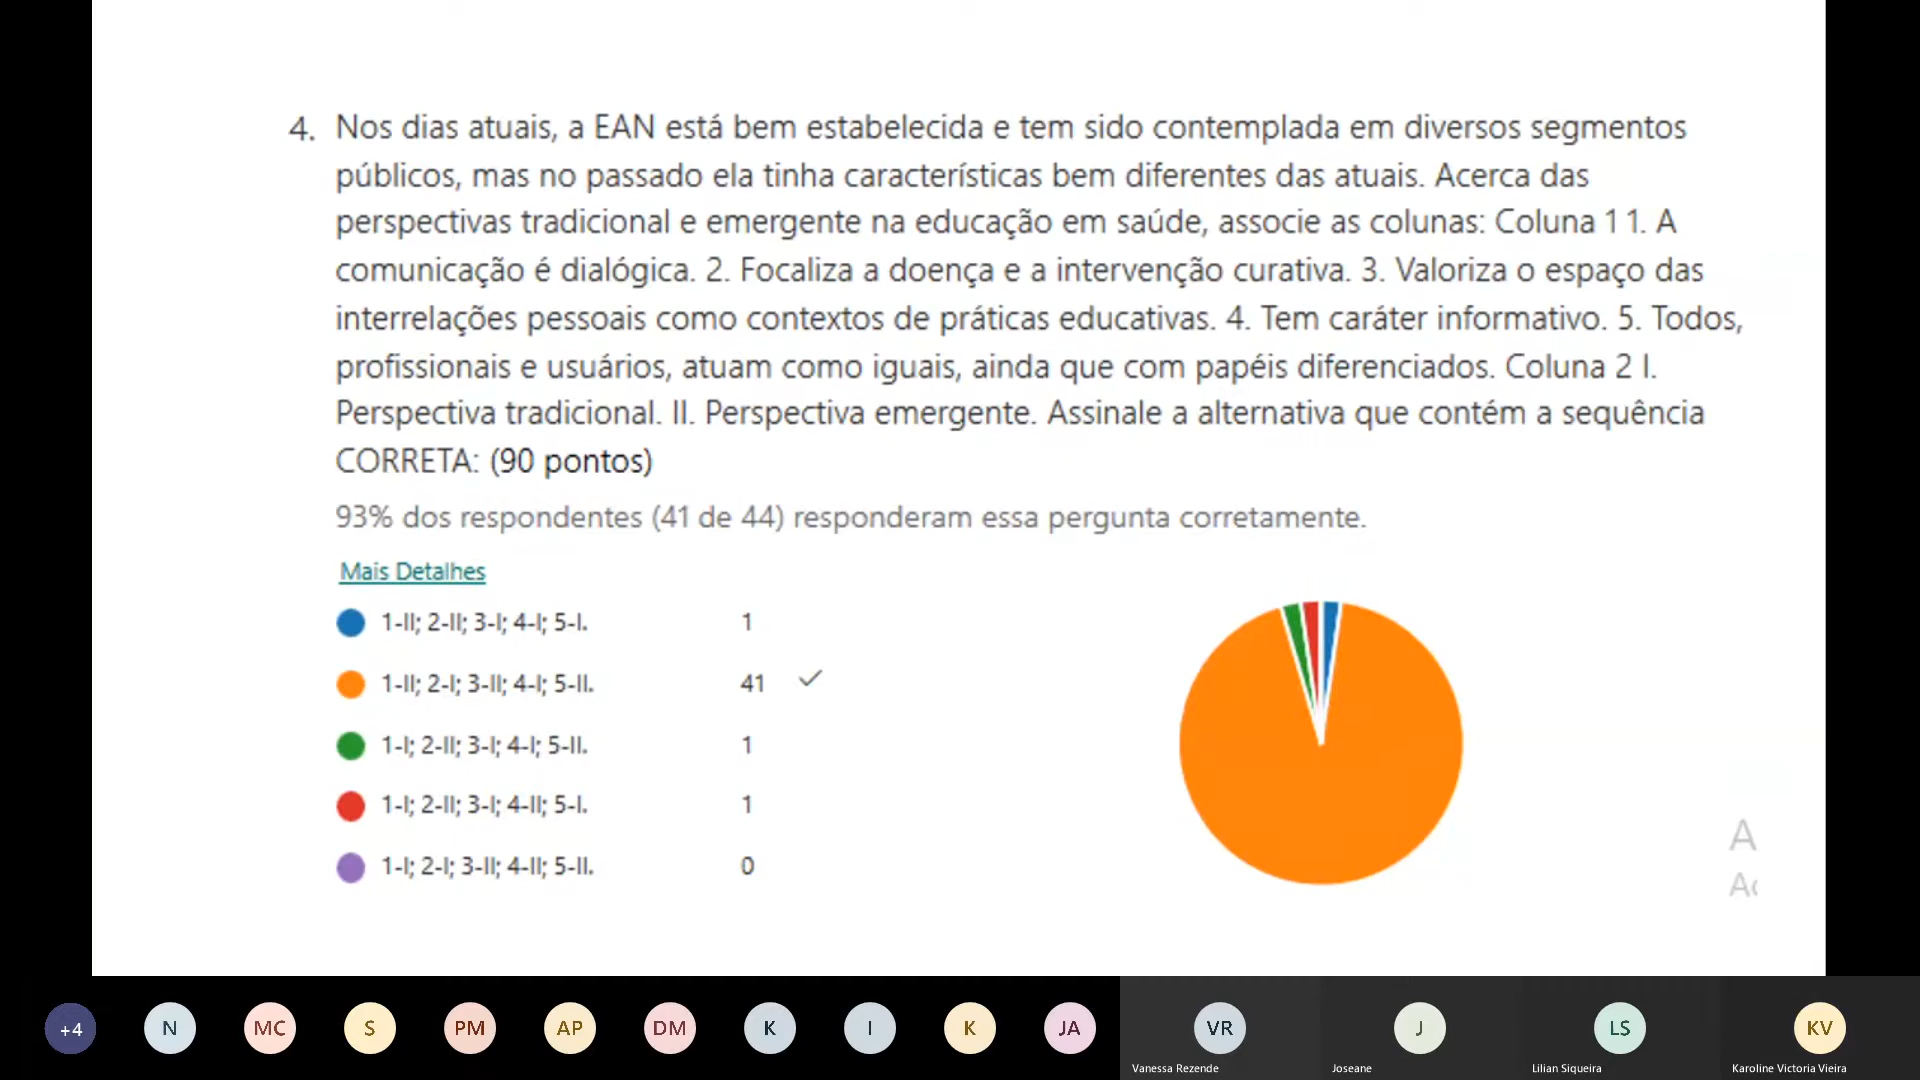 4. Nos dias atuais, a EAN está bem estabelecida e tem sido contemplada em diversos segmentos
públicos, mas no passado ela tinha características bem diferentes das atuais. Acerca das
perspectivas tradicional e emergente na educação em saúde, associe as colunas: Coluna 1 1. A
comunicação é dialógica. 2. Focaliza a doença e a intervenção curativa. 3. Valoriza o espaço das
interrelações pessoais como contextos de práticas educativas. 4. Tem caráter informativo. 5. Todos,
profissionais e usuários, atuam como iguais, ainda que com papéis diferenciados. Coluna 2 I.
Perspectiva tradicional. II. Perspectiva emergente. Assinale a alternativa que contém a sequência
CORRETA: (90 pontos)
93% dos respondentes (41 de 44) responderam essa pergunta corretamente.
Mais Detalhes
1-II; 2-II; 3-I; 4-I; 5-I. 1
1-II; 2-I; 3-II; 4-I; 5-II. 41
1-I; 2-II; 3-I; 4-I; 5-II. 1
1-I; 2-II; 3-I; 4-II; 5-I. 1
1-I; 2-I; 3-II; 4-II; 5-II. 0
A
Ac
+4 N MC S PM AP DM K I K JA VR J LS KV
Vanessa Rezende Joseane Lilian Siqueira Karoline Victoria Vieira